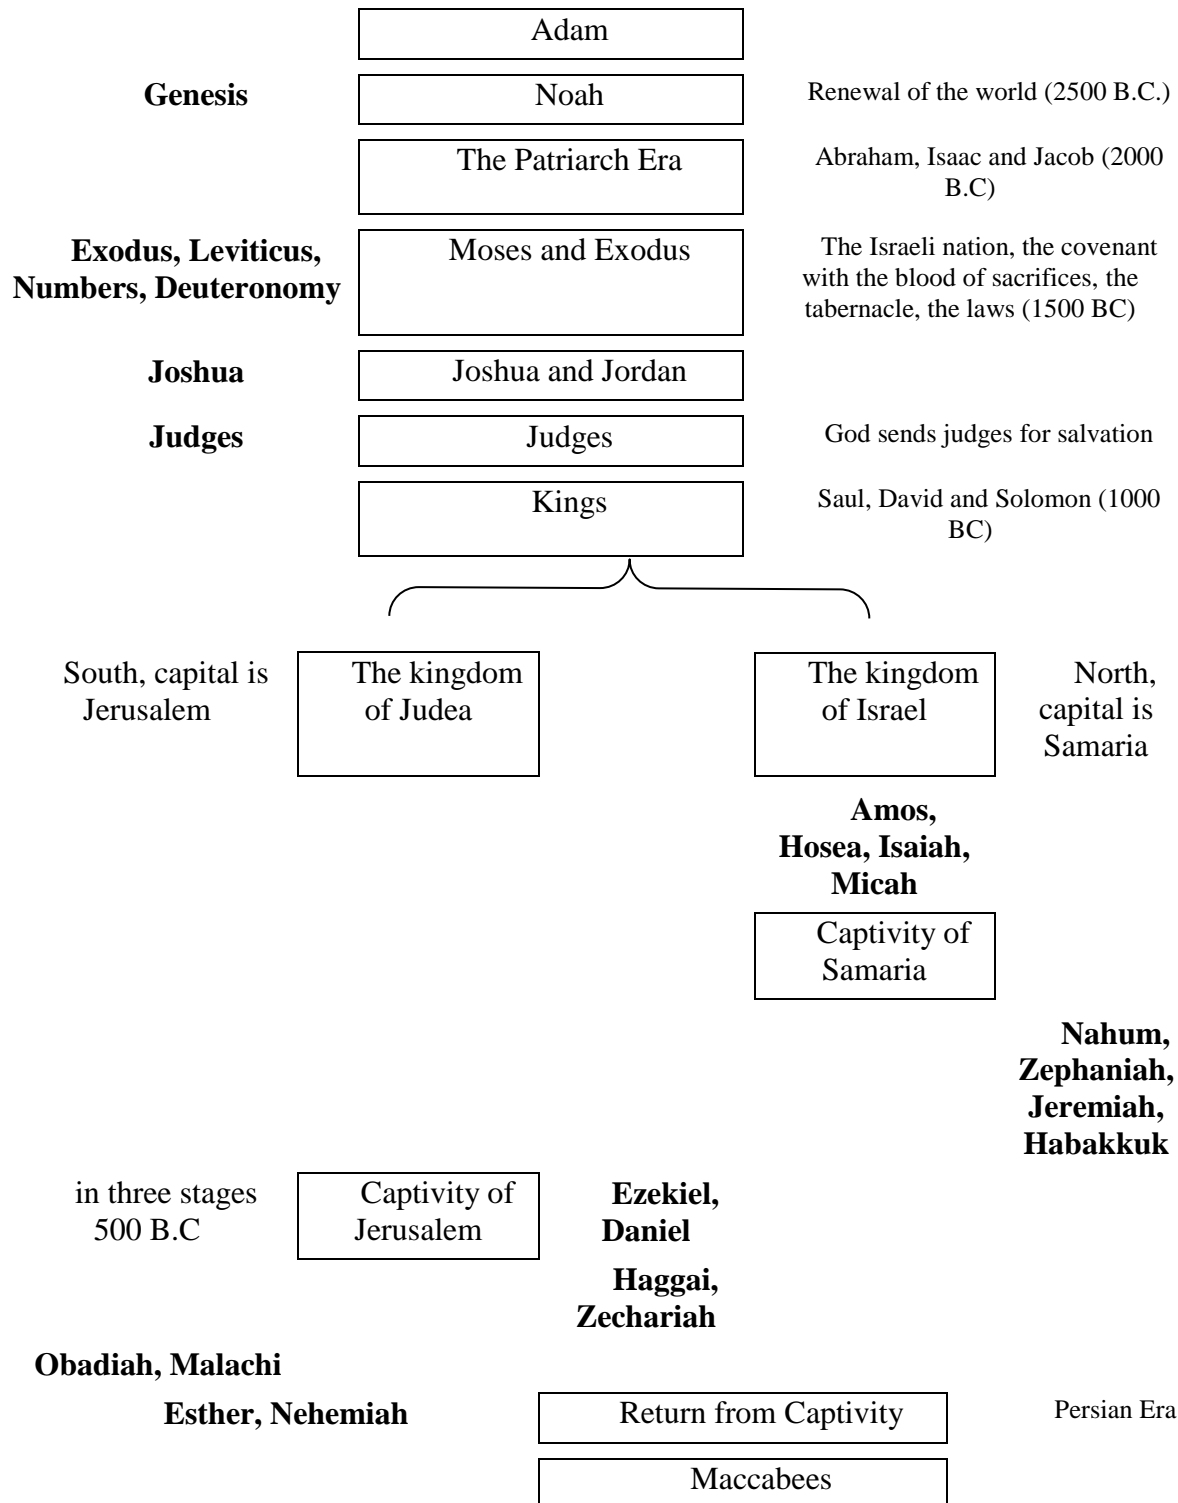 Adam
Genesis
Noah
Renewal of the world (2500 B.C.)
The Patriarch Era
Abraham, Isaac and Jacob (2000
B.C)
Exodus, Leviticus,
Numbers, Deuteronomy
Moses and Exodus
The Israeli nation, the covenant
with the blood of sacrifices, the
tabernacle, the laws (1500 BC)
Joshua
Joshua and Jordan
Judges
Judges
God sends judges for salvation
Kings
Saul, David and Solomon (1000
BC)
South, capital is
Jerusalem
The kingdom
of Judea
The kingdom
of Israel
North,
capital is
Samaria
Amos,
Hosea, Isaiah,
Micah
Captivity of
Samaria
Nahum,
Zephaniah,
Jeremiah,
Habakkuk
in three stages
500 B.C
Captivity of
Jerusalem
Ezekiel,
Daniel
Haggai,
Zechariah
Obadiah, Malachi
Esther, Nehemiah
Return from Captivity
Persian Era
Maccabees